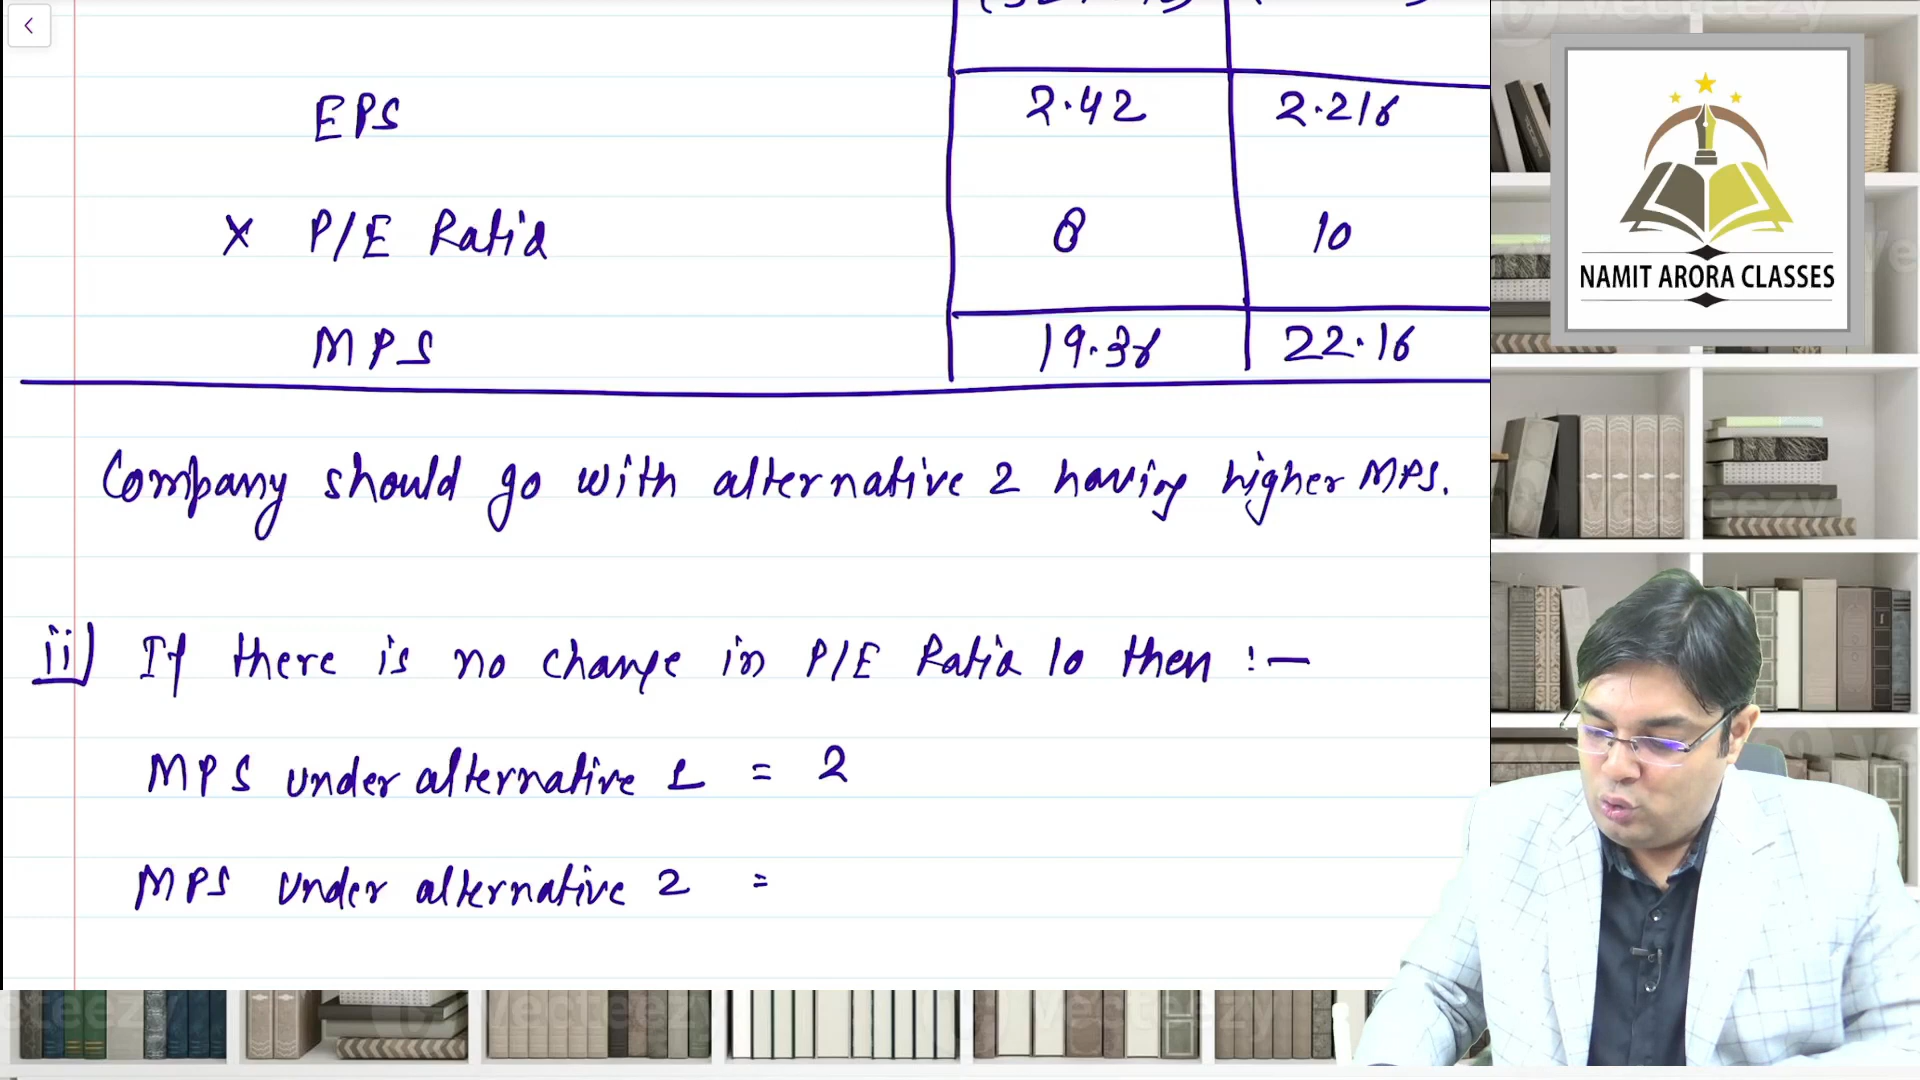 EPS 2.42 2.216
× P/E Ratio 8 10
MPS 19.36 22.16
Company should go with alternative 2 having higher MPS.
ii) If there is no change in P/E Ratio 10 then :-
MPS under alternative 1 = 2
MPS under alternative 2 =
NAMIT ARORA CLASSES